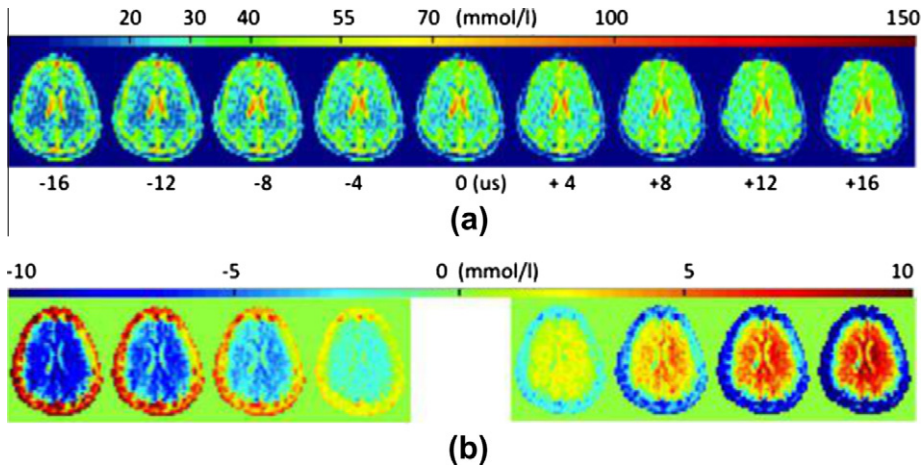 20 30 40 55 70 (mmol/l) 100 150
-16 -12 -8 -4 0 (us) + 4 +8 +12 +16
(a)
-10 -5 0 (mmol/l) 5 10
(b)